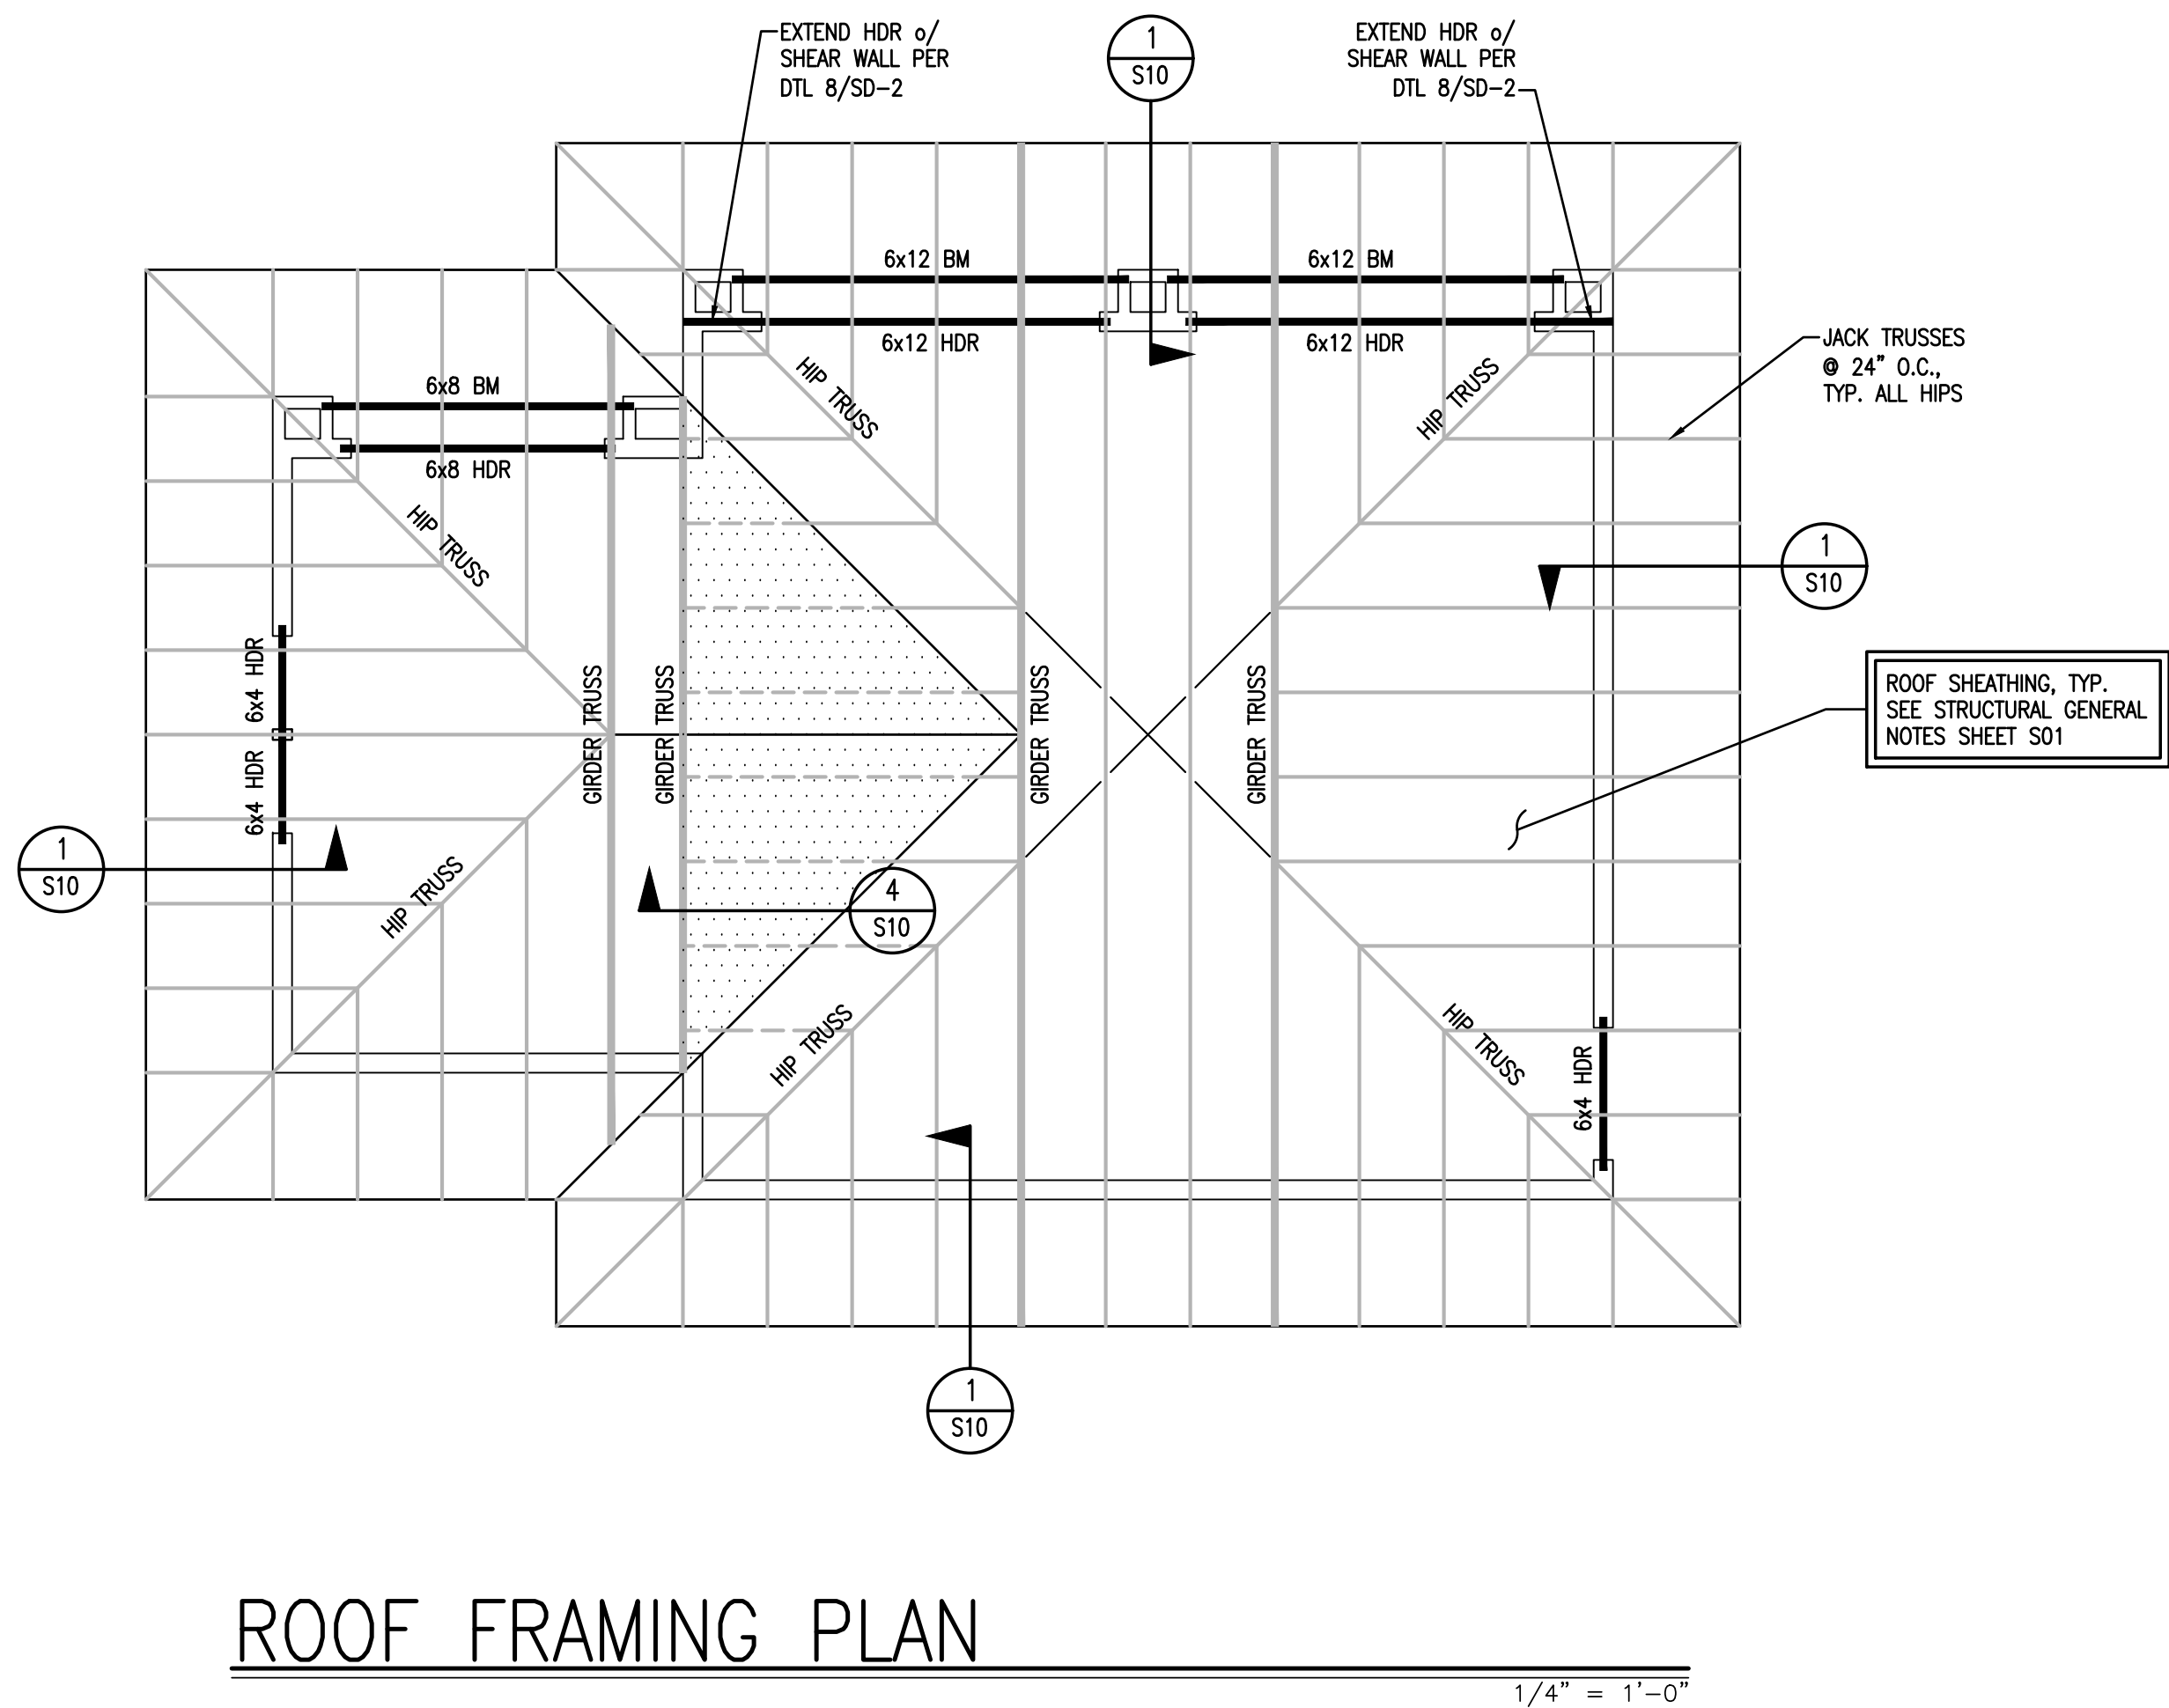 EXTEND HDR o/
SHEAR WALL PER
DTL 8/SD-2
1
S10
EXTEND HDR o/
SHEAR WALL PER
DTL 8/SD-2
6x12 BM
6x12 BM
6x12 HDR
6x12 HDR
JACK TRUSSES
@ 24" O.C.,
TYP. ALL HIPS
6x8 BM
6x8 HDR
HIP TRUSS
HIP TRUSS
HIP TRUSS
1
S10
6x4 HDR
6x4 HDR
GIRDER TRUSS
GIRDER TRUSS
GIRDER TRUSS
GIRDER TRUSS
ROOF SHEATHING, TYP.
SEE STRUCTURAL GENERAL
NOTES SHEET S01
1
S10
4
S10
HIP TRUSS
HIP TRUSS
HIP TRUSS
6x4 HDR
1
S10
ROOF FRAMING PLAN
1/4" = 1'-0"